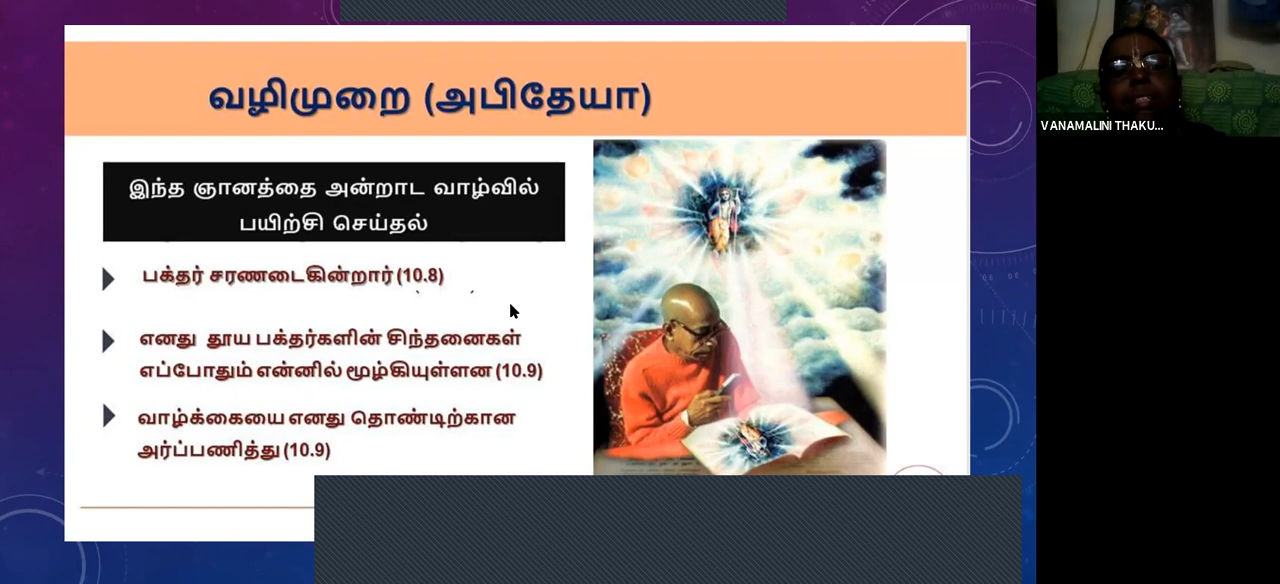 வழிமுறை (அபிதேயா)
இந்த ஞானத்தை அன்றாட வாழ்வில்
பயிற்சி செய்தல்
பக்தர் சரணடைகின்றார் (10.8)
எனது தூய பக்தர்களின் சிந்தனைகள்
எப்போதும் என்னில் மூழ்கியுள்ளன (10.9)
வாழ்க்கையை எனது தொண்டிற்கான
அர்ப்பணித்து (10.9)
VANAMALINI THAKU...